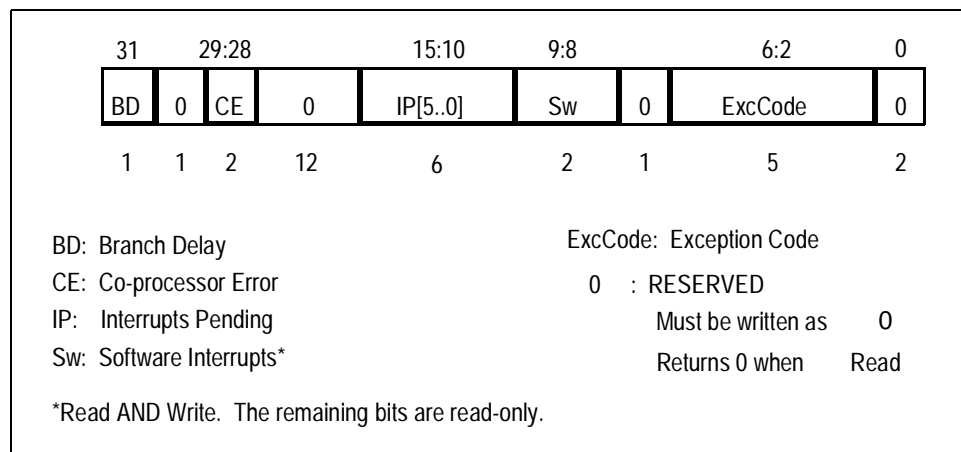 31 29:28 15:10 9:8 6:2 0
BD 0 CE 0 IP[5..0] Sw 0 ExcCode 0
1 1 2 12 6 2 1 5 2
BD: Branch Delay ExcCode: Exception Code
CE: Co-processor Error 0 : RESERVED
IP: Interrupts Pending Must be written as 0
Sw: Software Interrupts* Returns 0 when Read
*Read AND Write. The remaining bits are read-only.